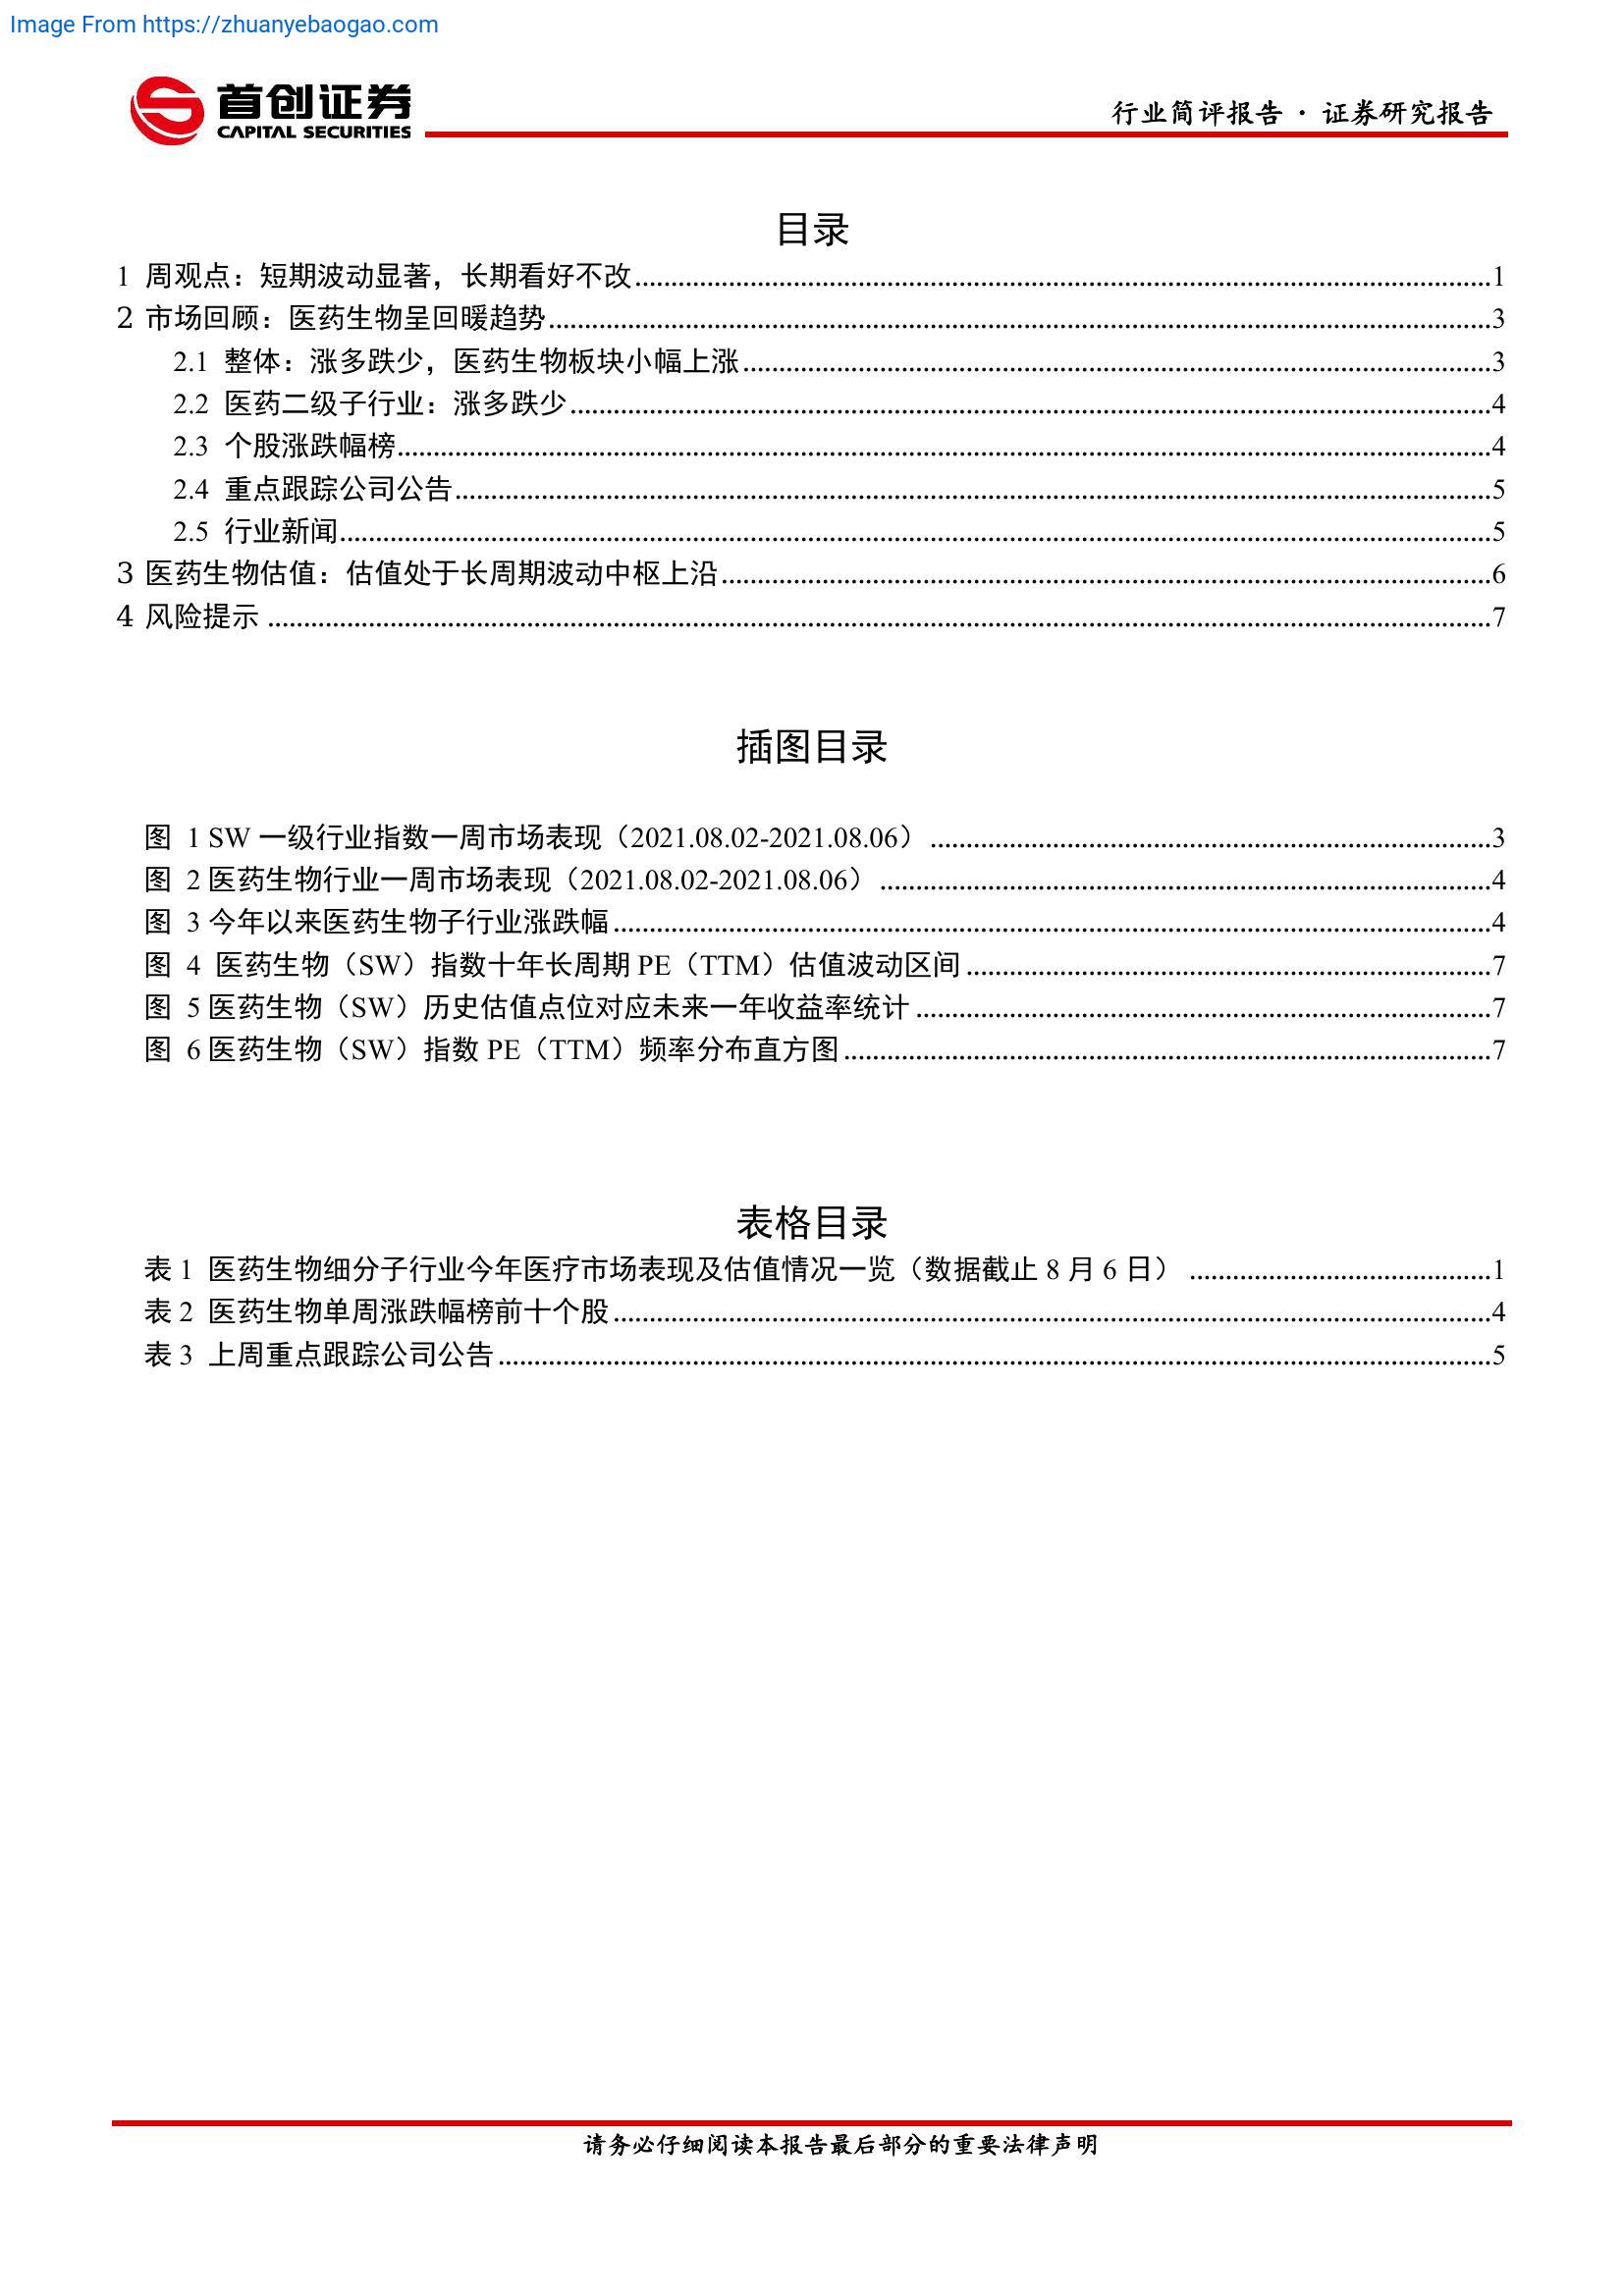 Image From https://zhuanyebaogao.com
首创证券
CAPITAL SECURITIES
行业简评报告 · 证券研究报告
目录
1 周观点：短期波动显著，长期看好不改 1
2 市场回顾：医药生物呈回暖趋势 3
2.1 整体：涨多跌少，医药生物板块小幅上涨 3
2.2 医药二级子行业：涨多跌少 4
2.3 个股涨跌幅榜 4
2.4 重点跟踪公司公告 5
2.5 行业新闻 5
3 医药生物估值：估值处于长周期波动中枢上沿 6
4 风险提示 7
插图目录
图 1 SW 一级行业指数一周市场表现（2021.08.02-2021.08.06） 3
图 2 医药生物行业一周市场表现（2021.08.02-2021.08.06） 4
图 3 今年以来医药生物子行业涨跌幅 4
图 4 医药生物（SW）指数十年长周期 PE（TTM）估值波动区间 7
图 5 医药生物（SW）历史估值点位对应未来一年收益率统计 7
图 6 医药生物（SW）指数 PE（TTM）频率分布直方图 7
表格目录
表 1 医药生物细分子行业今年医疗市场表现及估值情况一览（数据截止 8 月 6 日） 1
表 2 医药生物单周涨跌幅榜前十个股 4
表 3 上周重点跟踪公司公告 5
请务必仔细阅读本报告最后部分的重要法律声明